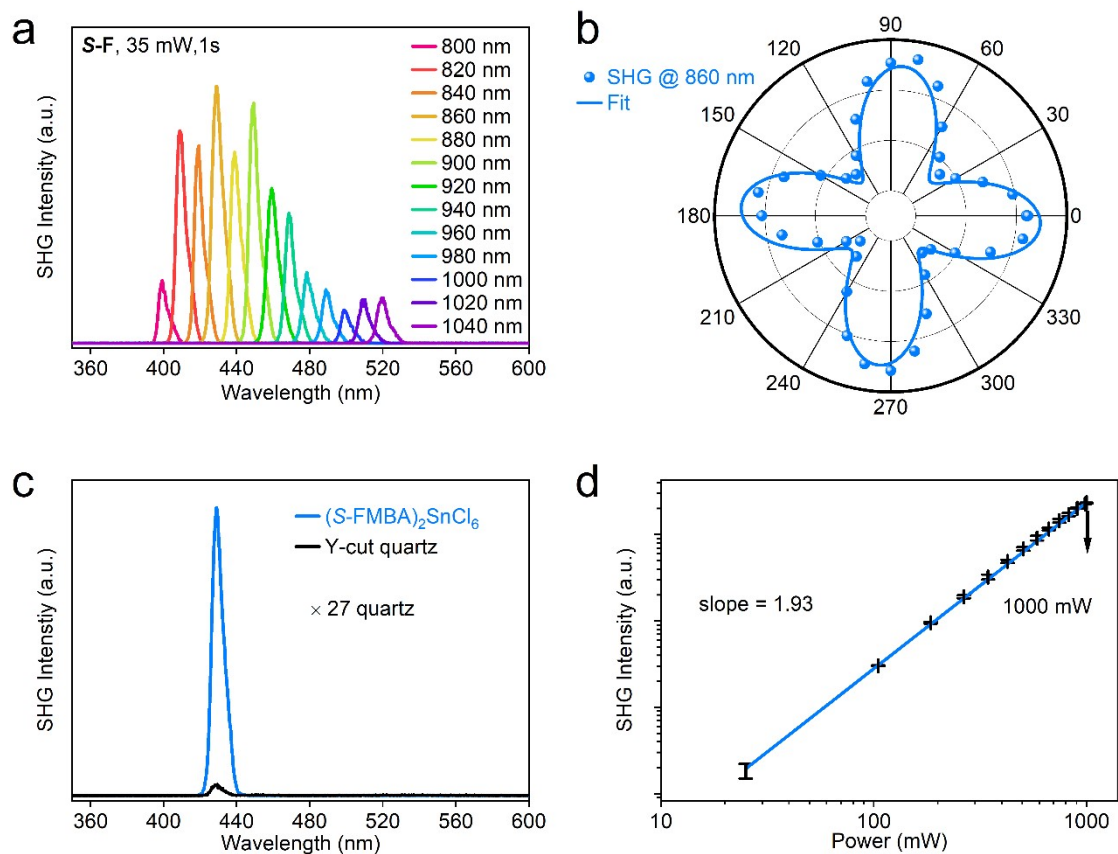 a
S-F, 35 mW,1s
800 nm
820 nm
840 nm
860 nm
880 nm
900 nm
920 nm
940 nm
960 nm
980 nm
1000 nm
1020 nm
1040 nm
SHG Intensity (a.u.)
360 400 440 480 520 560 600
Wavelength (nm)
b
SHG @ 860 nm
Fit
90
120 60
150 30
180 0
210 330
240 300
270
c
(S-FMBA)₂SnCl₆
Y-cut quartz
× 27 quartz
SHG Intenstiy (a.u.)
360 400 440 480 520 560 600
Wavelength (nm)
d
slope = 1.93
1000 mW
SHG Intensity (a.u.)
10 100 1000
Power (mW)